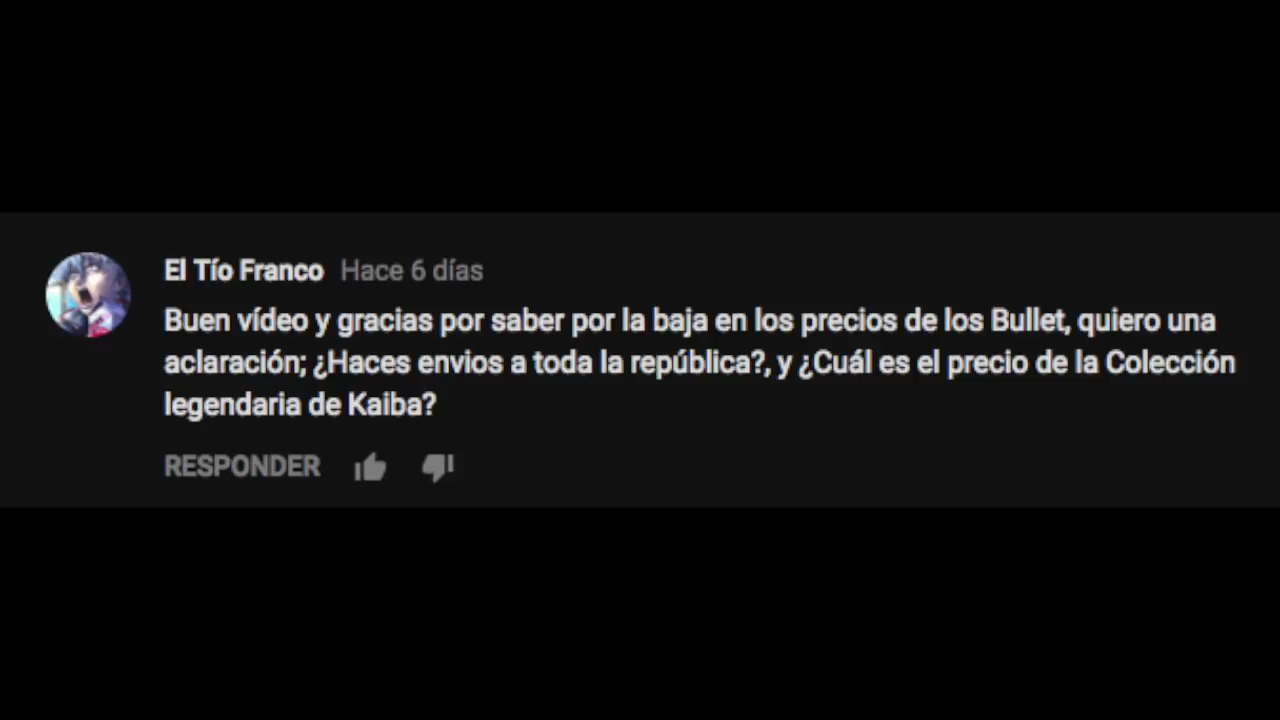 El Tío Franco Hace 6 días
Buen vídeo y gracias por saber por la baja en los precios de los Bullet, quiero una
aclaración; ¿Haces envios a toda la república?, y ¿Cuál es el precio de la Colección
legendaria de Kaiba?
RESPONDER